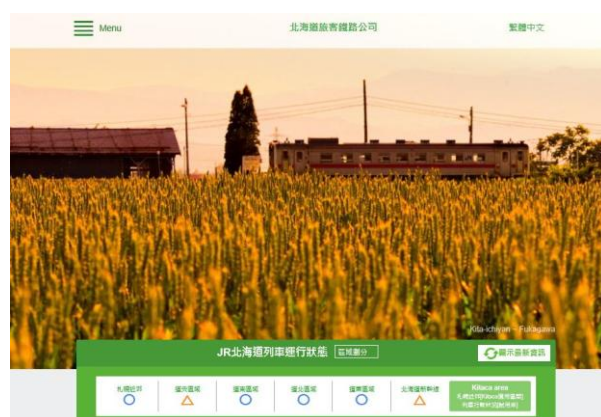 Menu
北海道旅客鐵路公司
繁體中文
Kita-ichiyan - Fukagawa
JR北海道列車運行狀態
區域劃分
顯示最新資訊
札幌近郊
道央區域
道南區域
道北區域
道東區域
北海道新幹線
Kitaca area